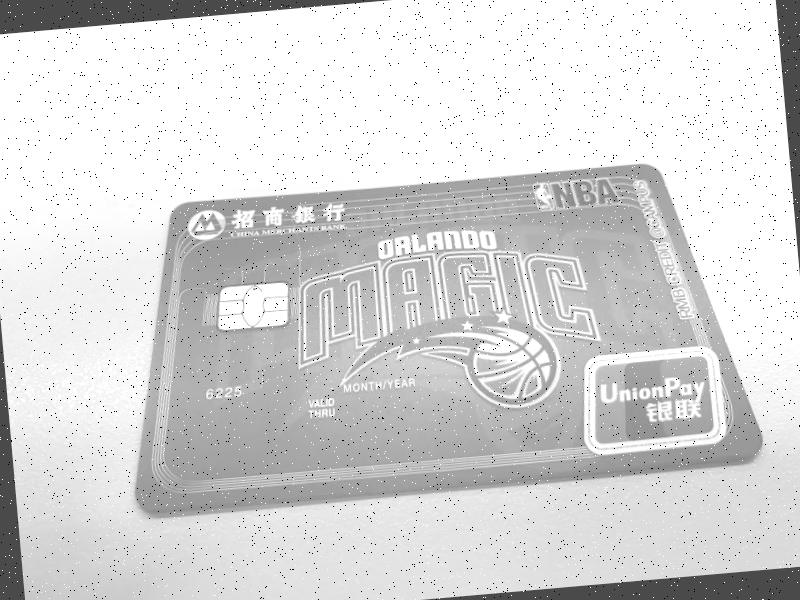 招商银行
CHINA MERCHANTS BANK
NBA
RMB CREDIT
ORLANDO
MAGIC
6225
MONTH/YEAR
VALID
THRU
UnionPay
银联